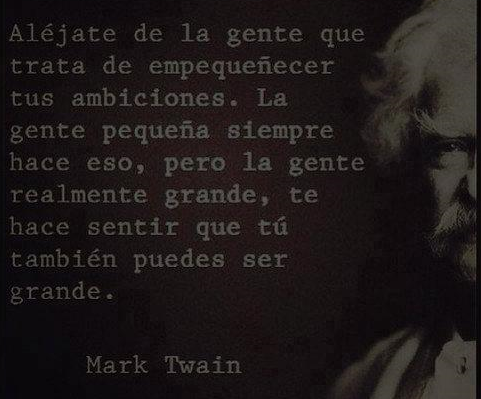 Aléjate de la gente que
trata de empequeñecer
tus ambiciones. La
gente pequeña siempre
hace eso, pero la gente
realmente grande, te
hace sentir que tú
también puedes ser
grande.
Mark Twain